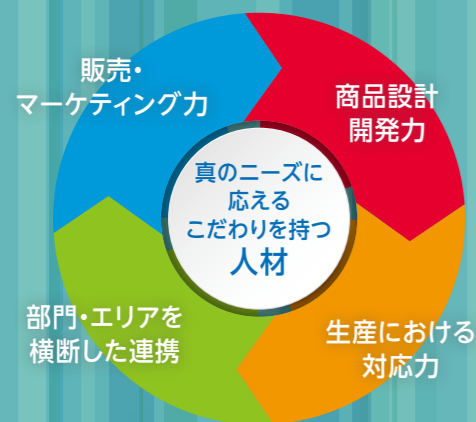 販売・
マーケティング力
商品設計
開発力
真のニーズに
応える
こだわりを持つ
人材
部門・エリアを
横断した連携
生産における
対応力